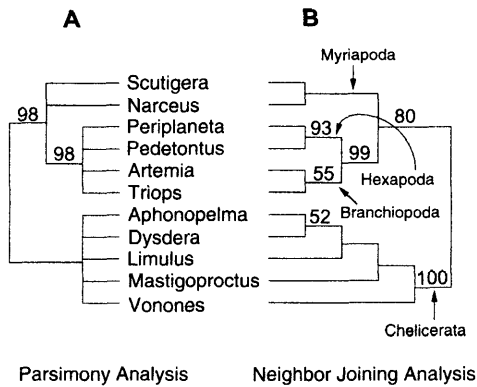 A B
Myriapoda
Scutigera
98 Narceus 80
Periplaneta 93
Pedetontus
98 99
Artemia 55
Hexapoda
Triops
Branchiopoda
Aphonopelma 52
Dysdera
Limulus
Mastigoproctus 100
Vonones
Chelicerata
Parsimony Analysis Neighbor Joining Analysis